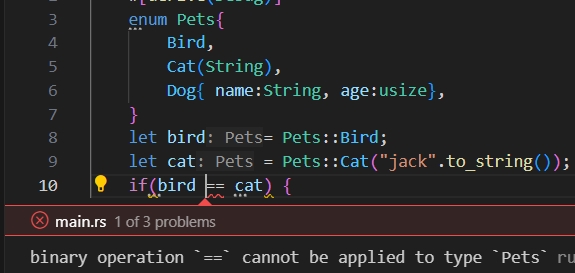 #[derive(Debug)]
3 enum Pets{
4 Bird,
5 Cat(String),
6 Dog{ name:String, age:usize},
7 }
8 let bird: Pets= Pets::Bird;
9 let cat: Pets = Pets::Cat("jack".to_string());
10 if(bird == cat) {
main.rs 1 of 3 problems
binary operation `==` cannot be applied to type `Pets` ru